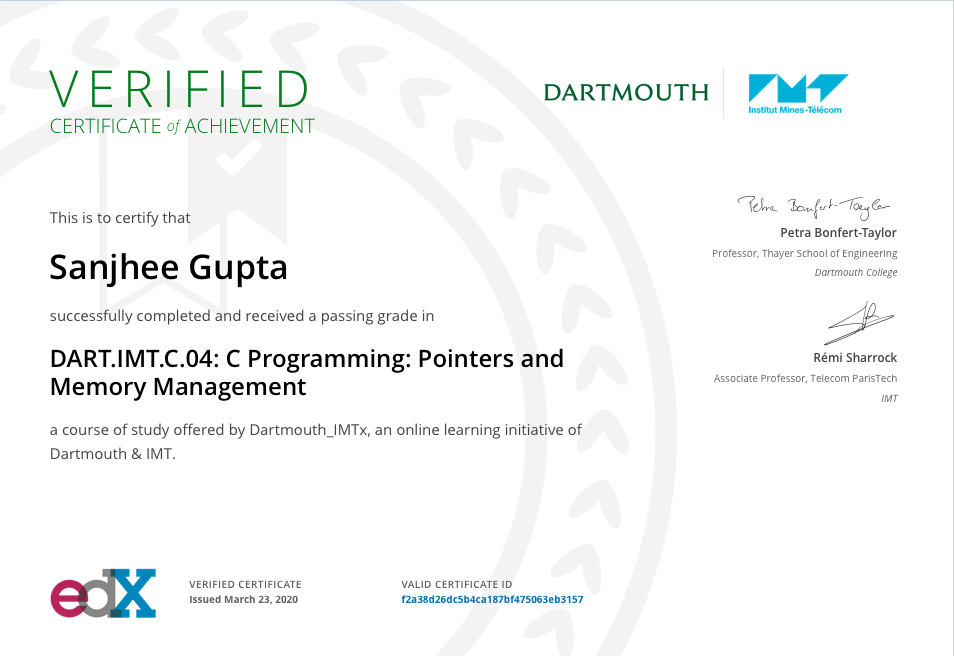 VERIFIED
CERTIFICATE of ACHIEVEMENT
DARTMOUTH
Institut Mines-Télécom
This is to certify that
Sanjhee Gupta
successfully completed and received a passing grade in
DART.IMT.C.04: C Programming: Pointers and
Memory Management
a course of study offered by Dartmouth_IMTx, an online learning initiative of
Dartmouth & IMT.
Petra Bonfert-Taylor
Petra Bonfert-Taylor
Professor, Thayer School of Engineering
Dartmouth College
Rémi Sharrock
Associate Professor, Telecom ParisTech
IMT
edX
VERIFIED CERTIFICATE
Issued March 23, 2020
VALID CERTIFICATE ID
f2a38d26dc5b4ca187bf475063eb3157